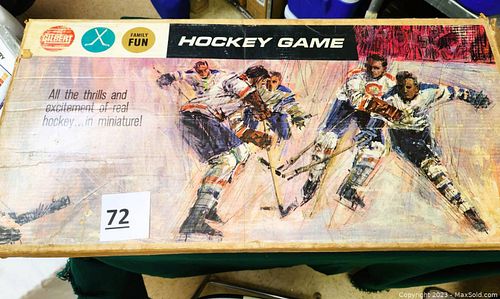 GILBERT
FAMILY
FUN
HOCKEY GAME
All the thrills and
excitement of real
hockey...in miniature!
72
Copyright 2023 - MaxSold.com